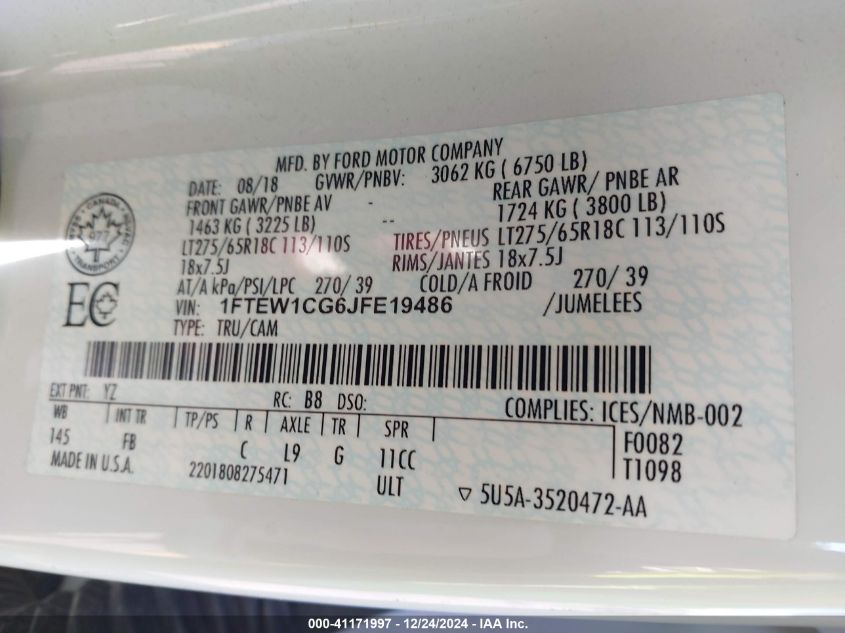 MFD. BY FORD MOTOR COMPANY
DATE: 08/18 GVWR/PNBV: 3062 KG ( 6750 LB)
FRONT GAWR/PNBE AV - REAR GAWR/ PNBE AR
1463 KG ( 3225 LB) -- 1724 KG ( 3800 LB)
LT275/65R18C 113/110S TIRES/PNEUS LT275/65R18C 113/110S
18x7.5J RIMS/JANTES 18x7.5J
AT/A kPa/PSI/LPC 270/ 39 COLD/A FROID 270/ 39
VIN: 1FTEW1CG6JFE19486 /JUMELEES
TYPE: TRU/CAM
CANADA
TRANSPORT
EC
EXT PNT: YZ RC: B8 DSO: COMPLIES: ICES/NMB-002
WB INT TR TP/PS R AXLE TR SPR F0082
145 FB C L9 G 11CC T1098
MADE IN U.S.A. 2201808275471 ULT 5U5A-3520472-AA
000-41171997 - 12/24/2024 - IAA Inc.